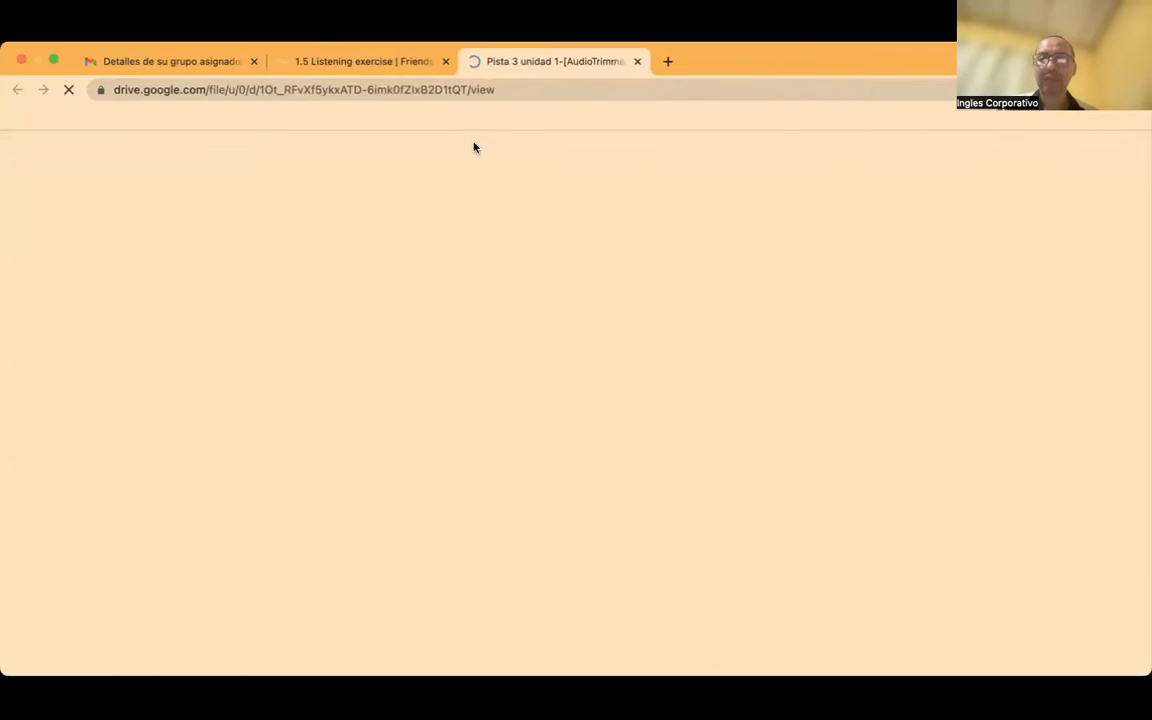 Detalles de su grupo asignado
1.5 Listening exercise | Friends
Pista 3 unidad 1-[AudioTrimme
drive.google.com/file/u/0/d/1Ot_RFvXf5ykxATD-6imk0fZIxB2D1tQT/view
Ingles Corporativo